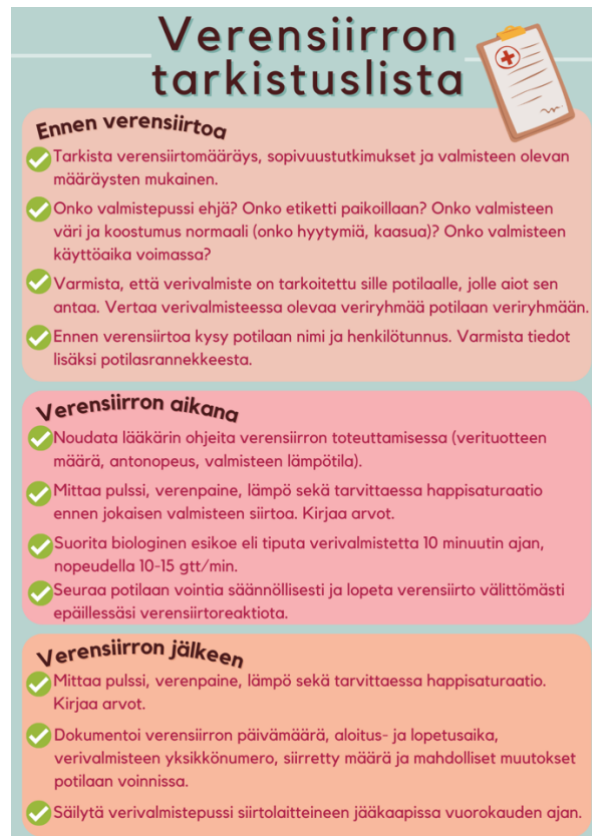 Verensiirron
tarkistuslista
Ennen verensiirtoa
Tarkista verensiirtomääräys, sopivuustutkimukset ja valmisteen olevan
määräysten mukainen.
Onko valmistepussi ehjä? Onko etiketti paikoillaan? Onko valmisteen
väri ja koostumus normaali (onko hyytymiä, kaasua)? Onko valmisteen
käyttöaika voimassa?
Varmista, että verivalmiste on tarkoitettu sille potilaalle, jolle aiot sen
antaa. Vertaa verivalmisteessa olevaa veriryhmää potilaan veriryhmään.
Ennen verensiirtoa kysy potilaan nimi ja henkilötunnus. Varmista tiedot
lisäksi potilasrannekkeesta.
Verensiirron aikana
Noudata lääkärin ohjeita verensiirron toteuttamisessa (verituotteen
määrä, antonopeus, valmisteen lämpötila).
Mittaa pulssi, verenpaine, lämpö sekä tarvittaessa happisaturaatio
ennen jokaisen valmisteen siirtoa. Kirjaa arvot.
Suorita biologinen esikoe eli tiputa verivalmistetta 10 minuutin ajan,
nopeudella 10-15 gtt/min.
Seuraa potilaan vointia säännöllisesti ja lopeta verensiirto välittömästi
epäillessäsi verensiirtoreaktiota.
Verensiirron jälkeen
Mittaa pulssi, verenpaine, lämpö sekä tarvittaessa happisaturaatio.
Kirjaa arvot.
Dokumentoi verensiirron päivämäärä, aloitus- ja lopetusaika,
verivalmisteen yksikkönumero, siirretty määrä ja mahdolliset muutokset
potilaan voinnissa.
Säilytä verivalmistepussi siirtolaitteineen jääkaapissa vuorokauden ajan.